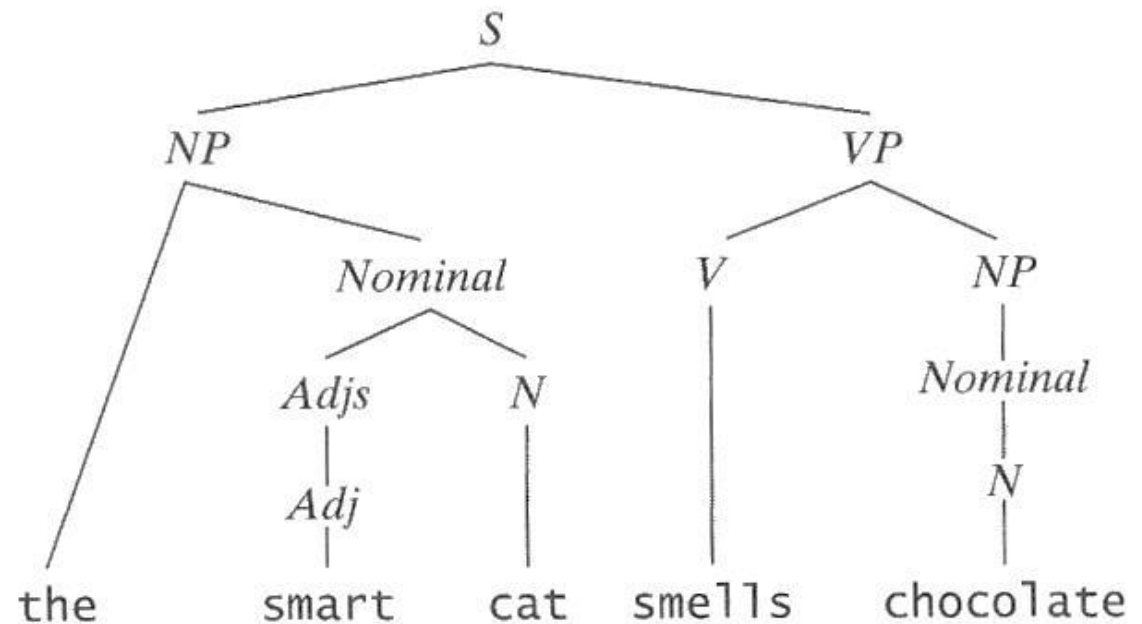 S
NP VP
Nominal V NP
Adjs N Nominal
Adj N
the smart cat smells chocolate